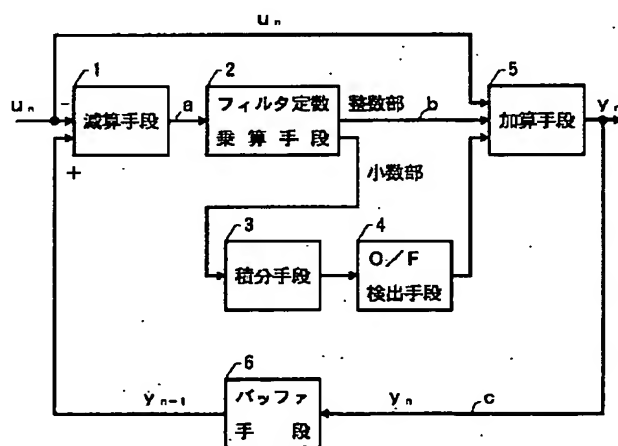 uₙ
1
2
5
uₙ
−
減算手段
a
フィルタ定数
乗算手段
整数部
b
加算手段
yₙ
+
小数部
3
4
積分手段
O/F
検出手段
6
yₙ₋₁
バッファ
手段
yₙ
c